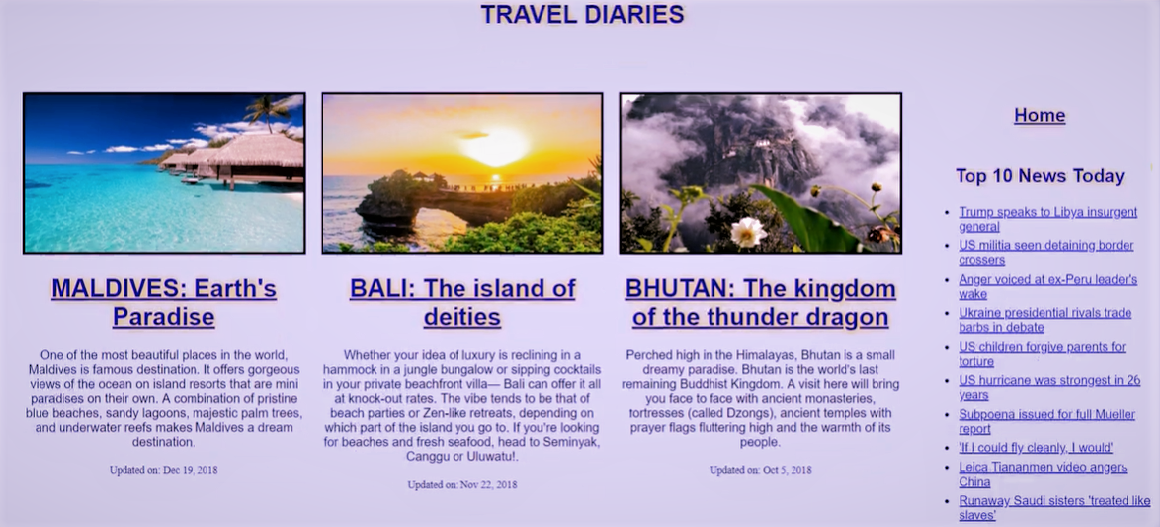 TRAVEL DIARIES
MALDIVES: Earth's
Paradise
One of the most beautiful places in the world,
Maldives is famous destination. It offers gorgeous
views of the ocean on island resorts that are mini
paradises on their own. A combination of pristine
blue beaches, sandy lagoons, majestic palm trees,
and underwater reefs makes Maldives a dream
destination.
Updated on: Dec 19, 2018
BALI: The island of
deities
Whether your idea of luxury is reclining in a
hammock in a jungle bungalow or sipping cocktails
in your private beachfront villa— Bali can offer it all
at knock-out rates. The vibe tends to be that of
beach parties or Zen-like retreats, depending on
which part of the island you go to. If you're looking
for beaches and fresh seafood, head to Seminyak,
Canggu or Uluwatu!.
Updated on: Nov 22, 2018
BHUTAN: The kingdom
of the thunder dragon
Perched high in the Himalayas, Bhutan is a small
dreamy paradise. Bhutan is the world's last
remaining Buddhist Kingdom. A visit here will bring
you face to face with ancient monasteries,
fortresses (called Dzongs), ancient temples with
prayer flags fluttering high and the warmth of its
people.
Updated on: Oct 5, 2018
Home
Top 10 News Today
Trump speaks to Libya insurgent
general
US militia seen detaining border
crossers
Anger voiced at ex-Peru leader's
wake
Ukraine presidential rivals trade
barbs in debate
US children forgive parents for
torture
US hurricane was strongest in 26
years
Subpoena issued for full Mueller
report
'If I could fly cleanly, I would'
Leica Tiananmen video angers
China
Runaway Saudi sisters 'treated like
slaves'